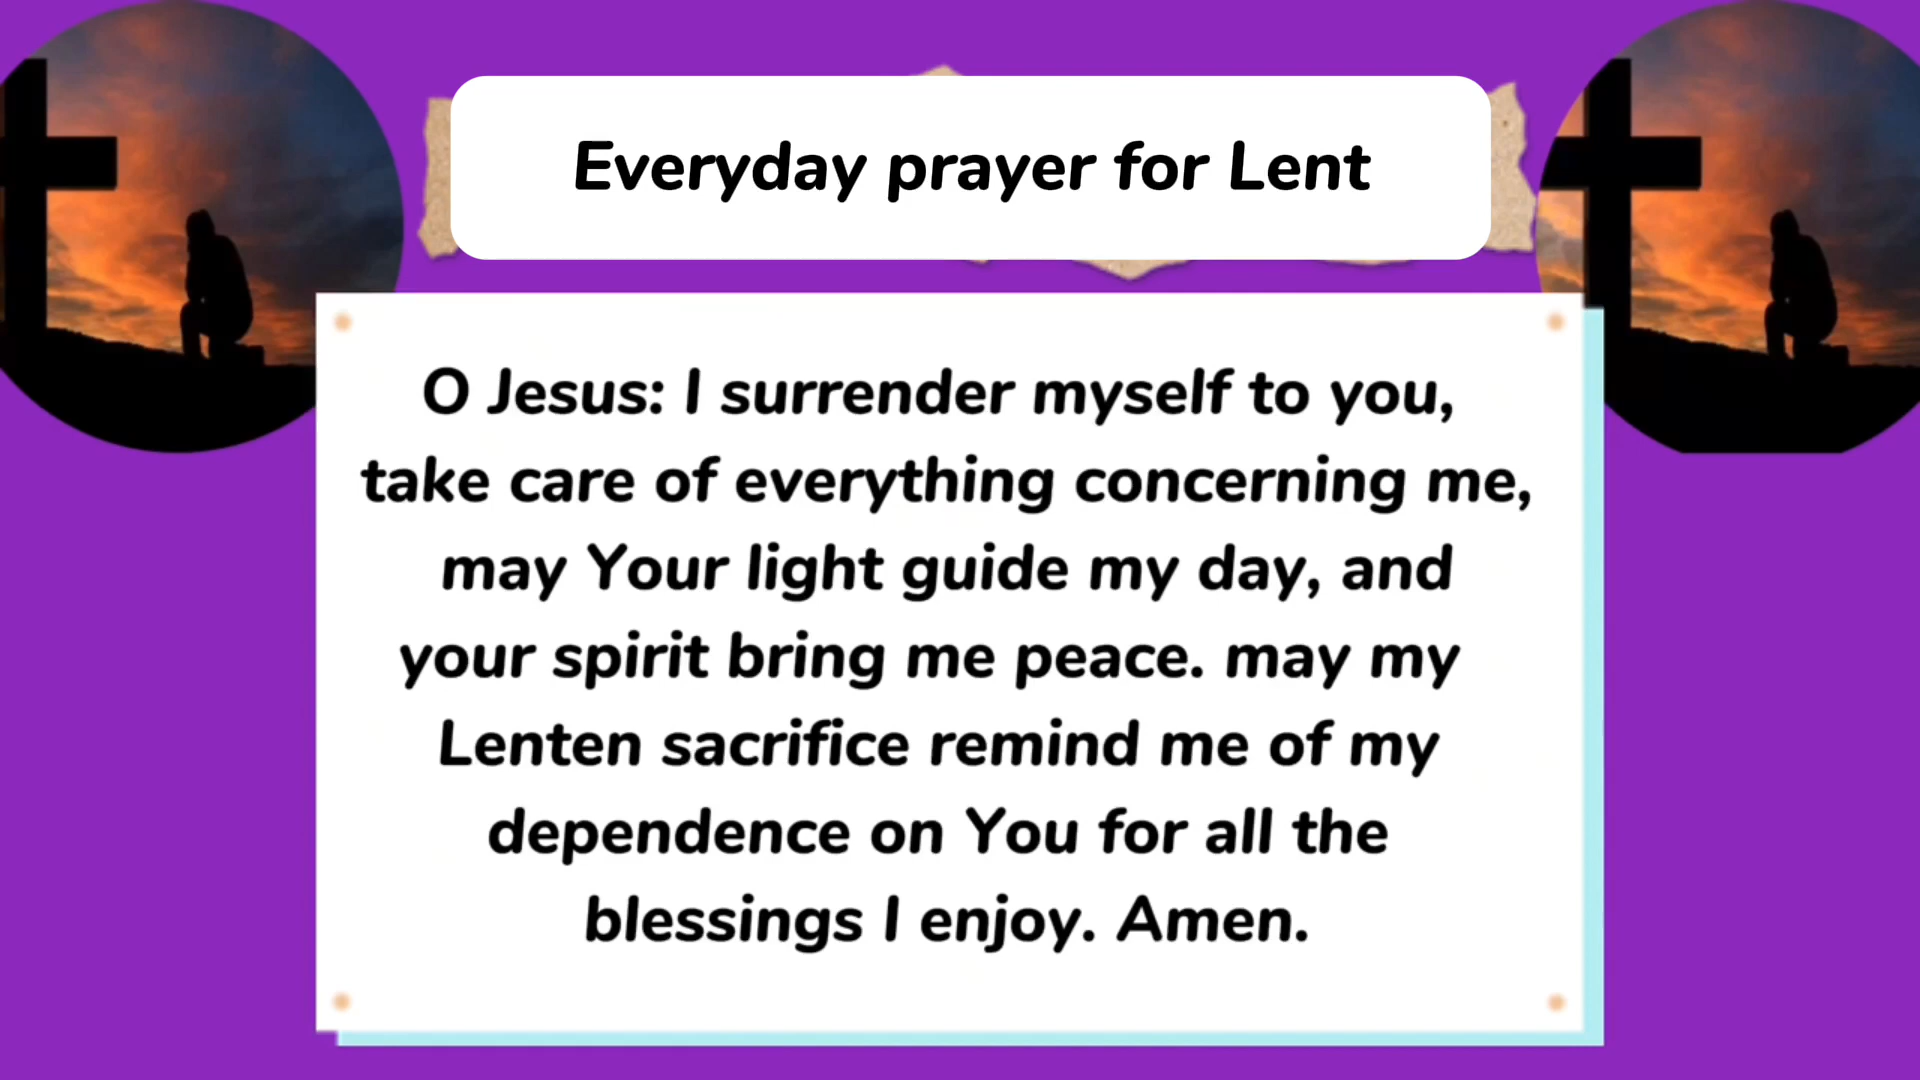 Everyday prayer for Lent
O Jesus: I surrender myself to you,
take care of everything concerning me,
may Your light guide my day, and
your spirit bring me peace. may my
Lenten sacrifice remind me of my
dependence on You for all the
blessings I enjoy. Amen.